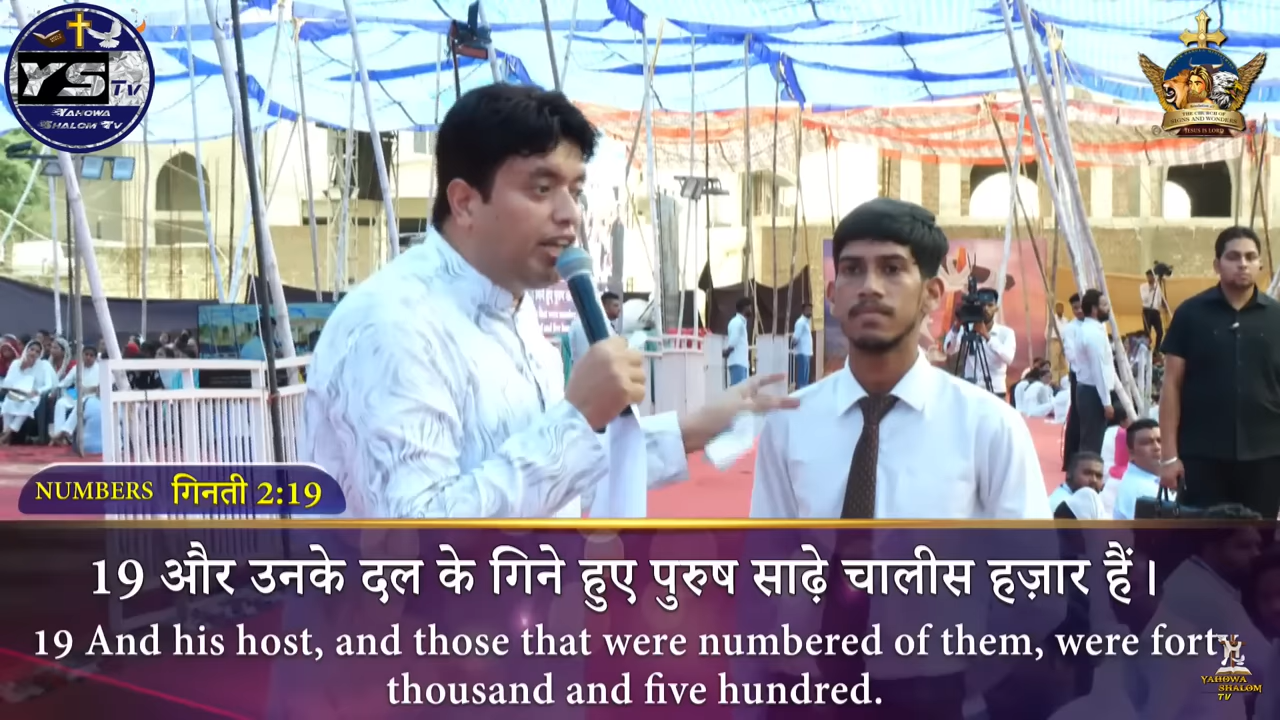 YS TV
YAHOWA
SHALOM TV
THE CHURCH OF
SIGNS AND WONDERS
JESUS IS LORD
NUMBERS गिनती 2:19
19 और उनके दल के गिने हुए पुरुष साढ़े चालीस हज़ार हैं।
19 And his host, and those that were numbered of them, were forty
thousand and five hundred.
YAHOWA
SHALOM
TV